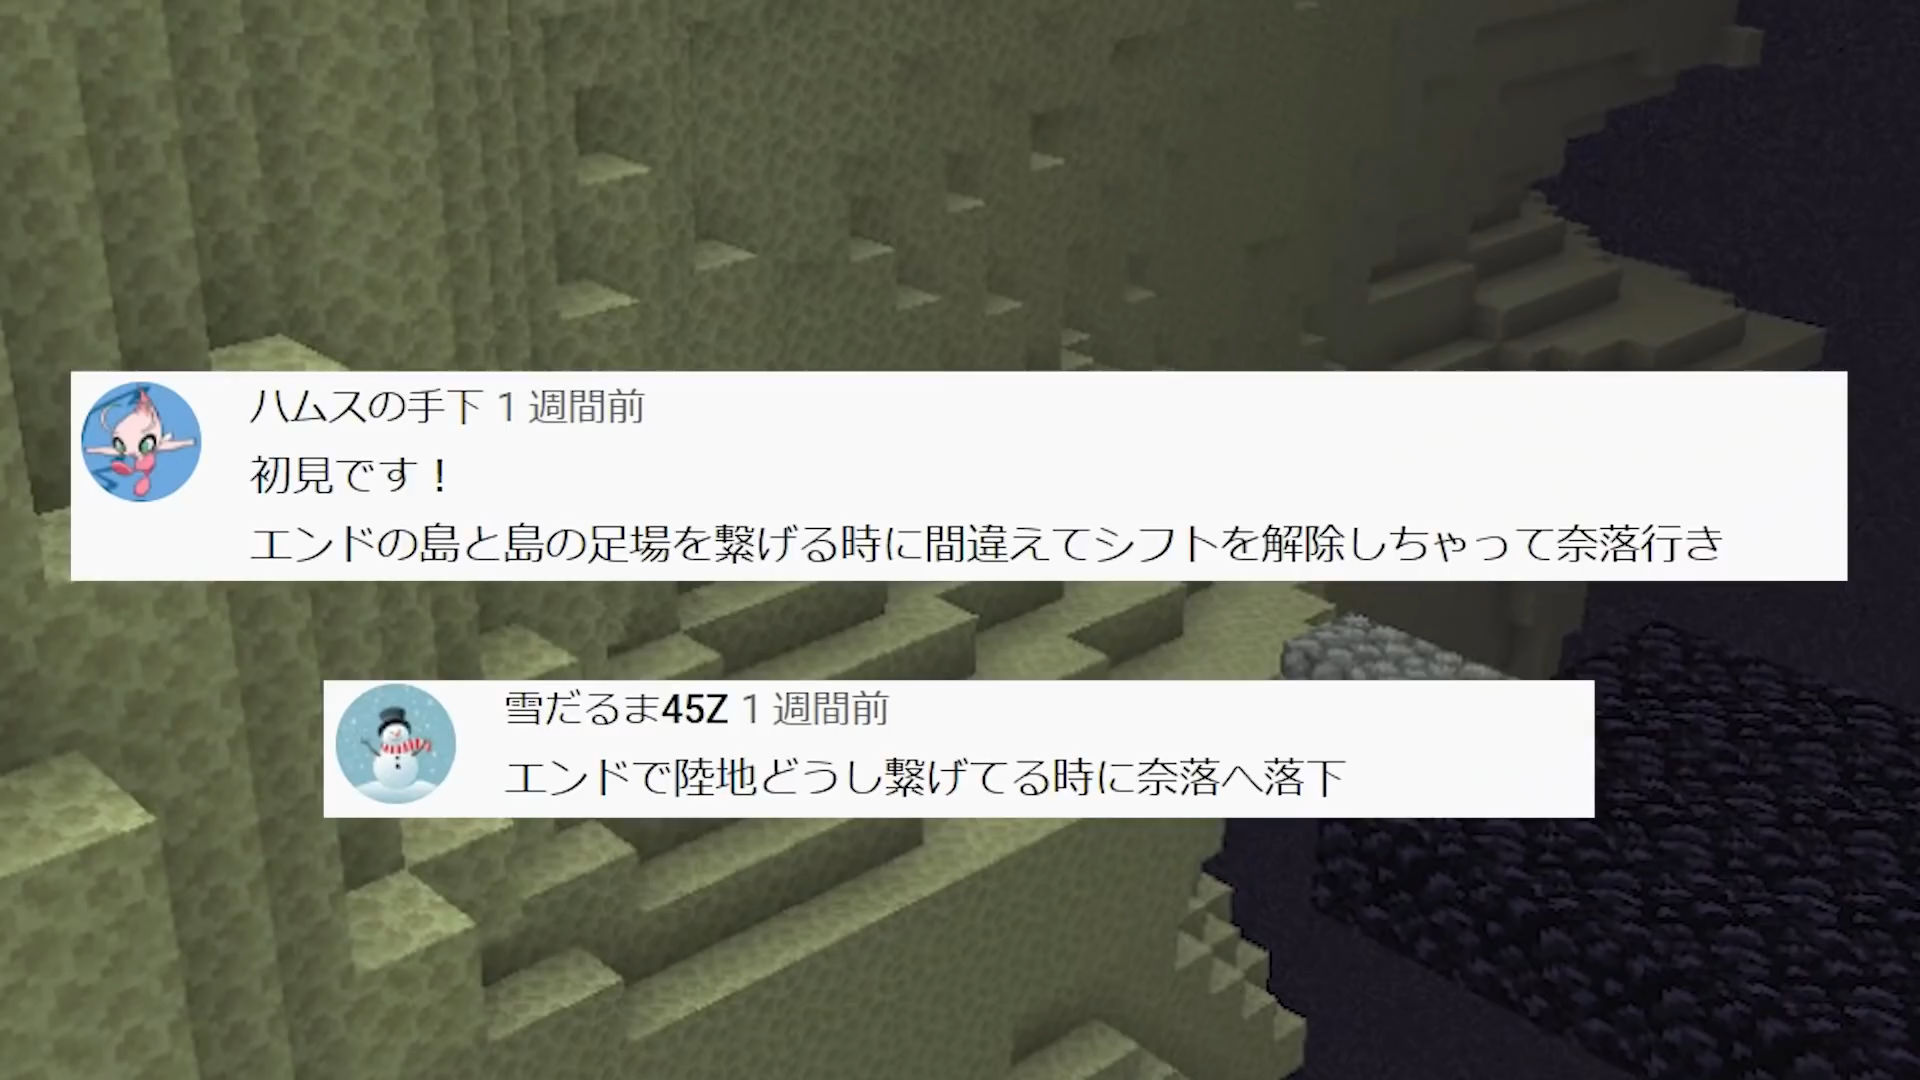 ハムスの手下 1 週間前
初見です！
エンドの島と島の足場を繋げる時に間違えてシフトを解除しちゃって奈落行き
雪だるま45Z 1 週間前
エンドで陸地どうし繋げてる時に奈落へ落下